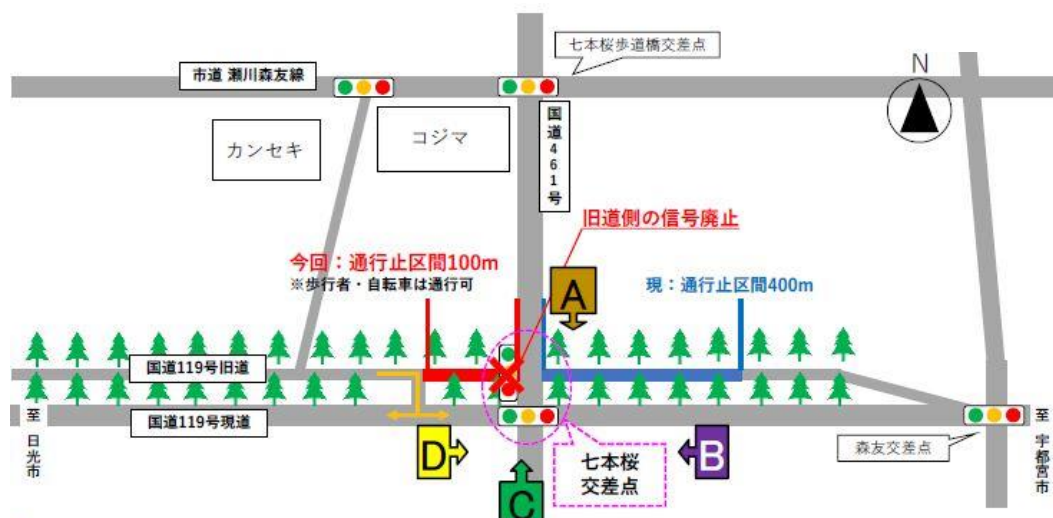 七本桜歩道橋交差点
市道 瀬川森友線
N
カンセキ
コジマ
国道461号
旧道側の信号廃止
今回：通行止区間100m
※歩行者・自転車は通行可
A
現：通行止区間400m
国道119号旧道
至 日光市
国道119号現道
D
C
七本桜
交差点
B
森友交差点
至 宇都宮市